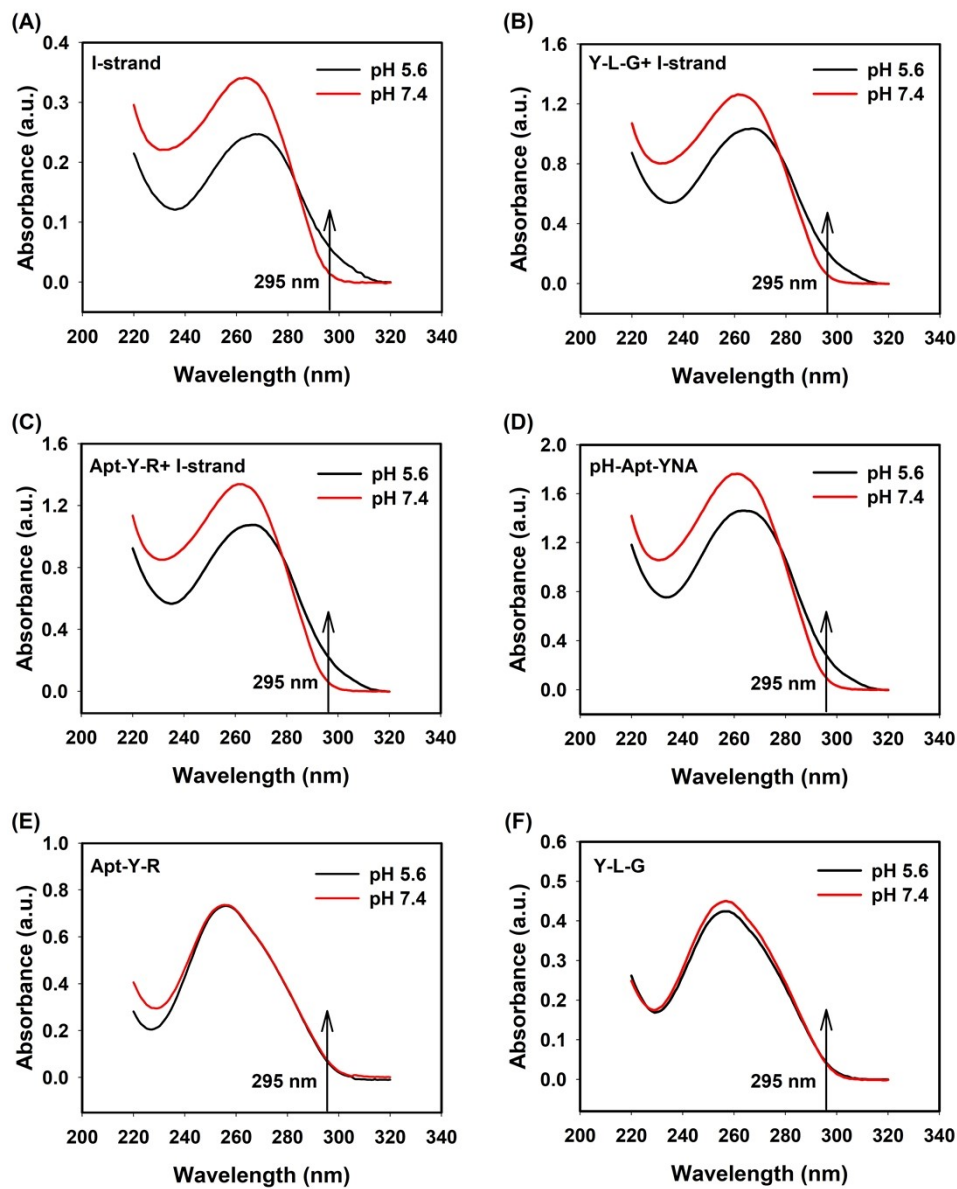 (A)
I-strand
pH 5.6
pH 7.4
295 nm
Absorbance (a.u.)
0.4
0.3
0.2
0.1
0.0
200 220 240 260 280 300 320 340
Wavelength (nm)
(B)
Y-L-G+ I-strand
pH 5.6
pH 7.4
295 nm
Absorbance (a.u.)
1.6
1.2
0.8
0.4
0.0
200 220 240 260 280 300 320 340
Wavelength (nm)
(C)
Apt-Y-R+ I-strand
pH 5.6
pH 7.4
295 nm
Absorbance (a.u.)
1.6
1.2
0.8
0.4
0.0
200 220 240 260 280 300 320 340
Wavelength (nm)
(D)
pH-Apt-YNA
pH 5.6
pH 7.4
295 nm
Absorbance (a.u.)
2.0
1.6
1.2
0.8
0.4
0.0
200 220 240 260 280 300 320 340
Wavelength (nm)
(E)
Apt-Y-R
pH 5.6
pH 7.4
295 nm
Absorbance (a.u.)
1.0
0.8
0.6
0.4
0.2
0.0
200 220 240 260 280 300 320 340
Wavelength (nm)
(F)
Y-L-G
pH 5.6
pH 7.4
295 nm
Absorbance (a.u.)
0.6
0.5
0.4
0.3
0.2
0.1
0.0
200 220 240 260 280 300 320 340
Wavelength (nm)